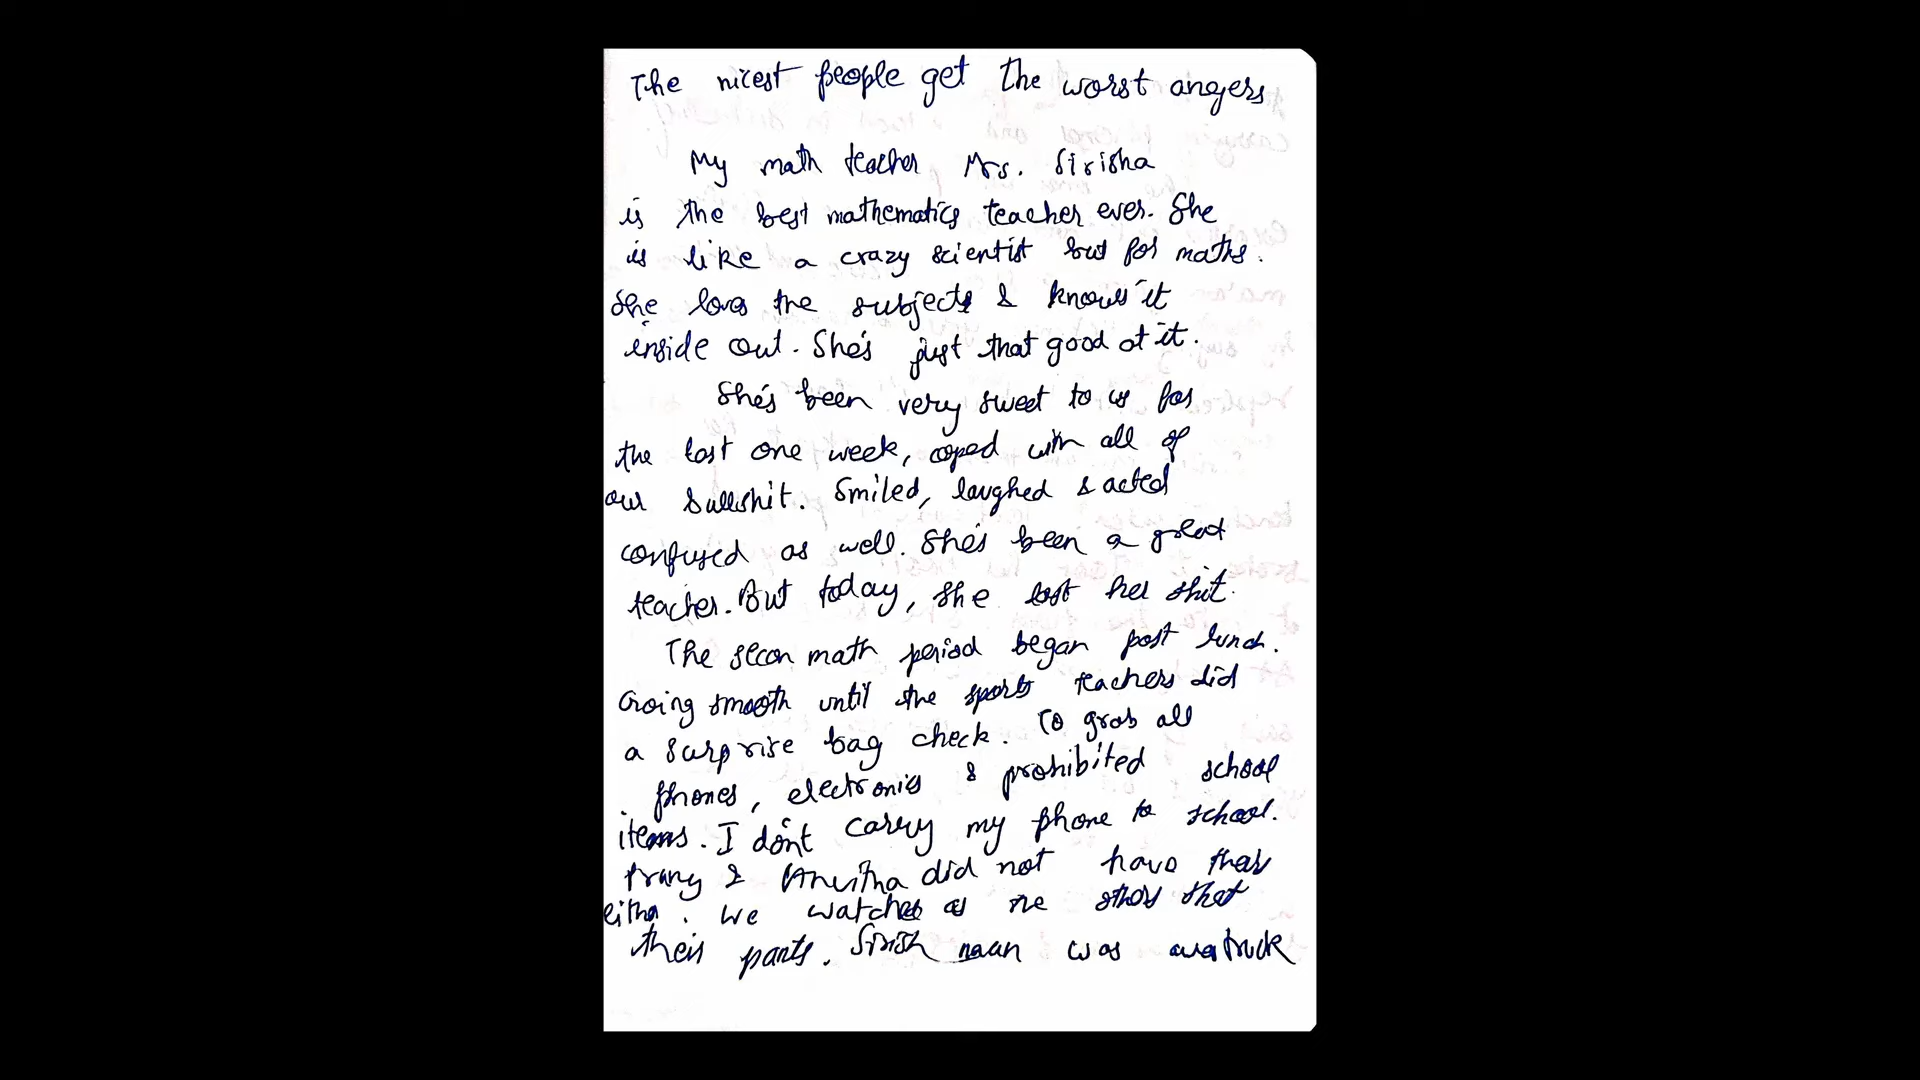 The nicest people get the worst angers
My math teacher Mrs. Sirisha
is the best mathematics teacher ever. She
is like a crazy scientist but for maths.
She loves the subjects & knows it
inside out. She's just that good at it.
She's been very sweet to us for
the last one week, coped with all of
our bullshit. Smiled, laughed & acted
confused as well. She's been a great
teacher. But today, she lost her shit.
The secon math period began post lunch.
Going smooth until the sports teachers did
a surprise bag check. To grab all
phones, electronics & prohibited school
items. I don't carry my phone to school.
& Anvitha did not have their
either. We watched as the others shat
their pants. Sirish was